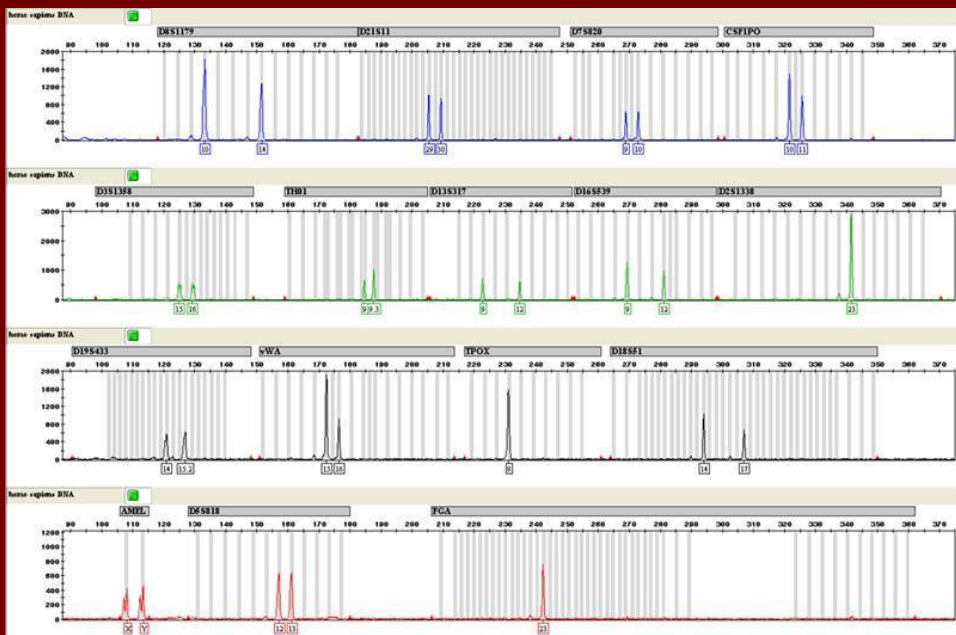 homo sapiens DNA
D8S1179 D21S11 D7S820 CSF1PO
90 100 110 120 130 140 150 160 170 180 190 200 210 220 230 240 250 260 270 280 290 300 310 320 330 340 350 360 370
2000
1600
1200
800
400
0
10 14 29 30 9 10 10 11
homo sapiens DNA
D3S1358 TH01 D13S317 D16S539 D2S1338
90 100 110 120 130 140 150 160 170 180 190 200 210 220 230 240 250 260 270 280 290 300 310 320 330 340 350 360 370
3000
2000
1000
0
15 16 9 9.3 9 12 9 12 23
homo sapiens DNA
D19S433 vWA TPOX D18S51
90 100 110 120 130 140 150 160 170 180 190 200 210 220 230 240 250 260 270 280 290 300 310 320 330 340 350 360 370
2000
1600
1200
800
400
0
14 15.2 15 16 8 14 17
homo sapiens DNA
AMEL D5S818 FGA
90 100 110 120 130 140 150 160 170 180 190 200 210 220 230 240 250 260 270 280 290 300 310 320 330 340 350 360 370
1200
1000
800
600
400
200
0
X Y 12 13 23